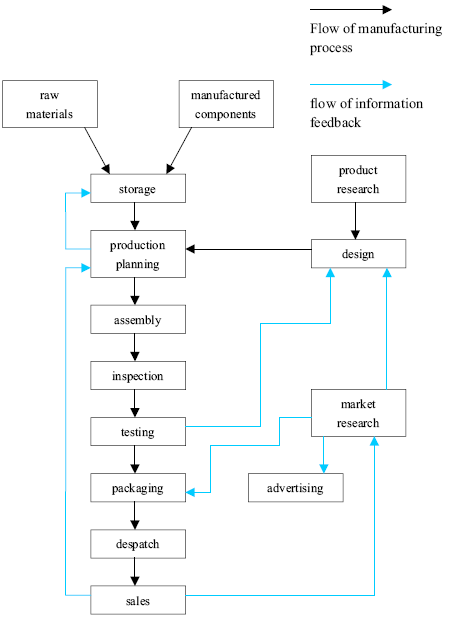 Flow of manufacturing
process
flow of information
feedback
raw
materials
manufactured
components
storage
product
research
production
planning
design
assembly
inspection
testing
market
research
packaging
advertising
despatch
sales